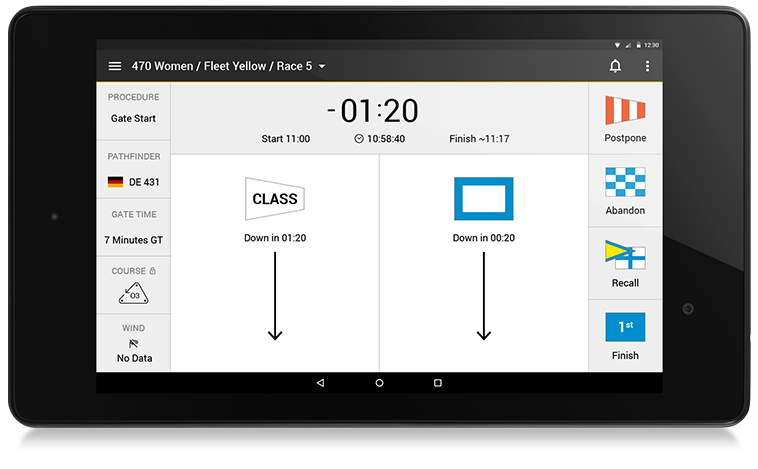 12:30
470 Women / Fleet Yellow / Race 5
PROCEDURE
Gate Start
PATHFINDER
DE 431
GATE TIME
7 Minutes GT
COURSE
O3
WIND
No Data
-01:20
Start 11:00
10:58:40
Finish ~11:17
CLASS
Down in 01:20
Down in 00:20
Postpone
Abandon
Recall
1st
Finish